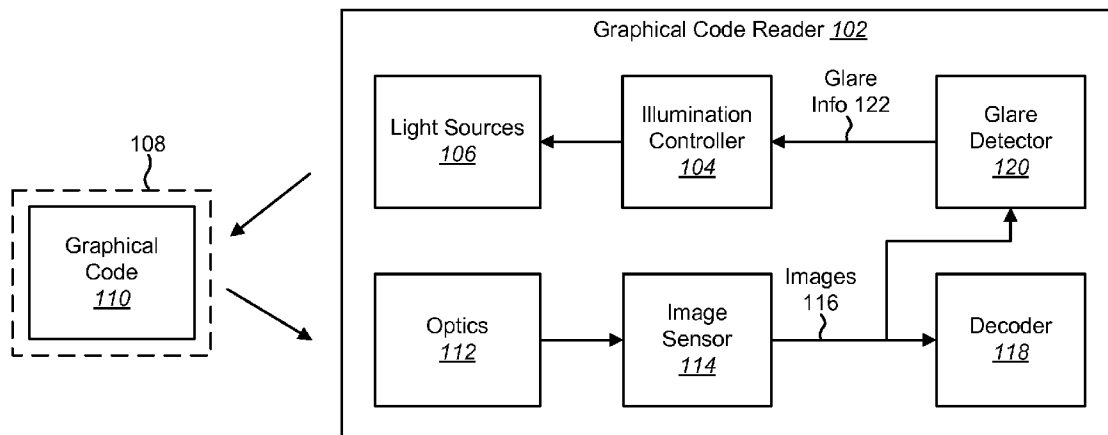 Graphical Code Reader 102
Light Sources
106
Illumination
Controller
104
Glare
Info 122
Glare
Detector
120
108
Graphical
Code
110
Optics
112
Image
Sensor
114
Images
116
Decoder
118